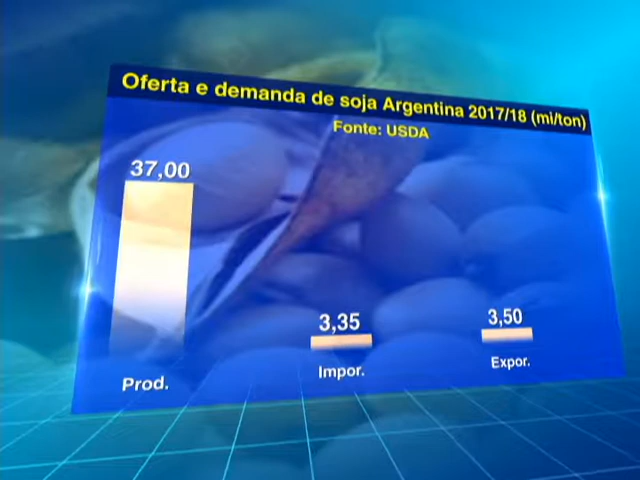 Oferta e demanda de soja Argentina 2017/18 (mi/ton)
Fonte: USDA
37,00
3,35
3,50
Prod.
Impor.
Expor.